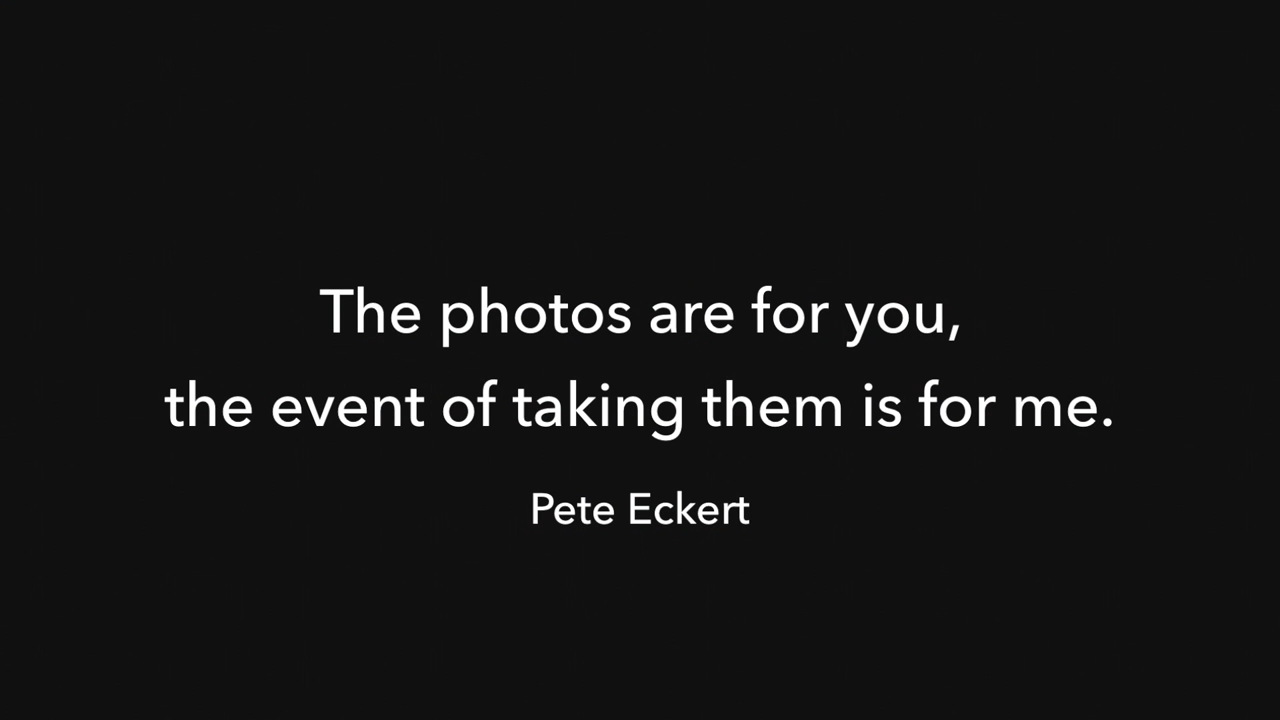 The photos are for you,
the event of taking them is for me.
Pete Eckert